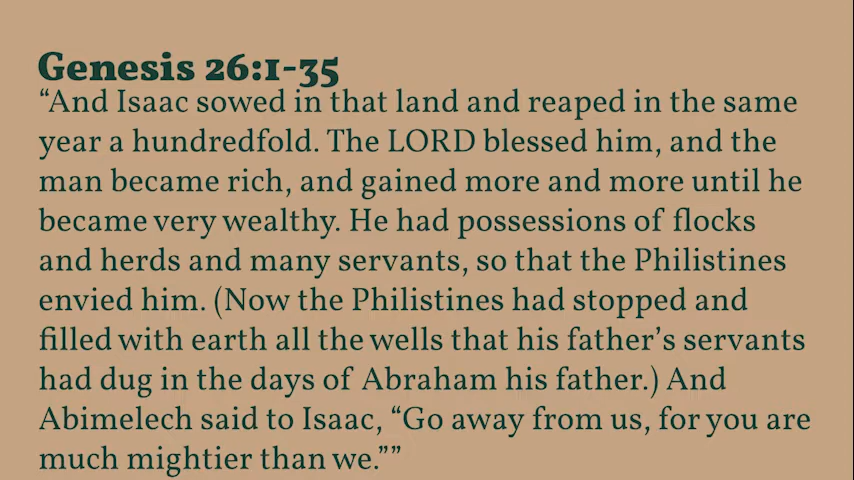 Genesis 26:1-35
“And Isaac sowed in that land and reaped in the same
year a hundredfold. The LORD blessed him, and the
man became rich, and gained more and more until he
became very wealthy. He had possessions of flocks
and herds and many servants, so that the Philistines
envied him. (Now the Philistines had stopped and
filled with earth all the wells that his father’s servants
had dug in the days of Abraham his father.) And
Abimelech said to Isaac, “Go away from us, for you are
much mightier than we.””